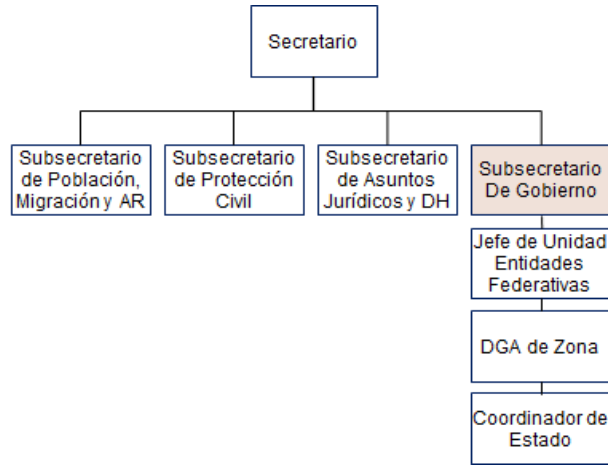 Secretario
Subsecretario
de Población,
Migración y AR
Subsecretario
de Protección
Civil
Subsecretario
de Asuntos
Jurídicos y DH
Subsecretario
De Gobierno
Jefe de Unidad
Entidades
Federativas
DGA de Zona
Coordinador de
Estado